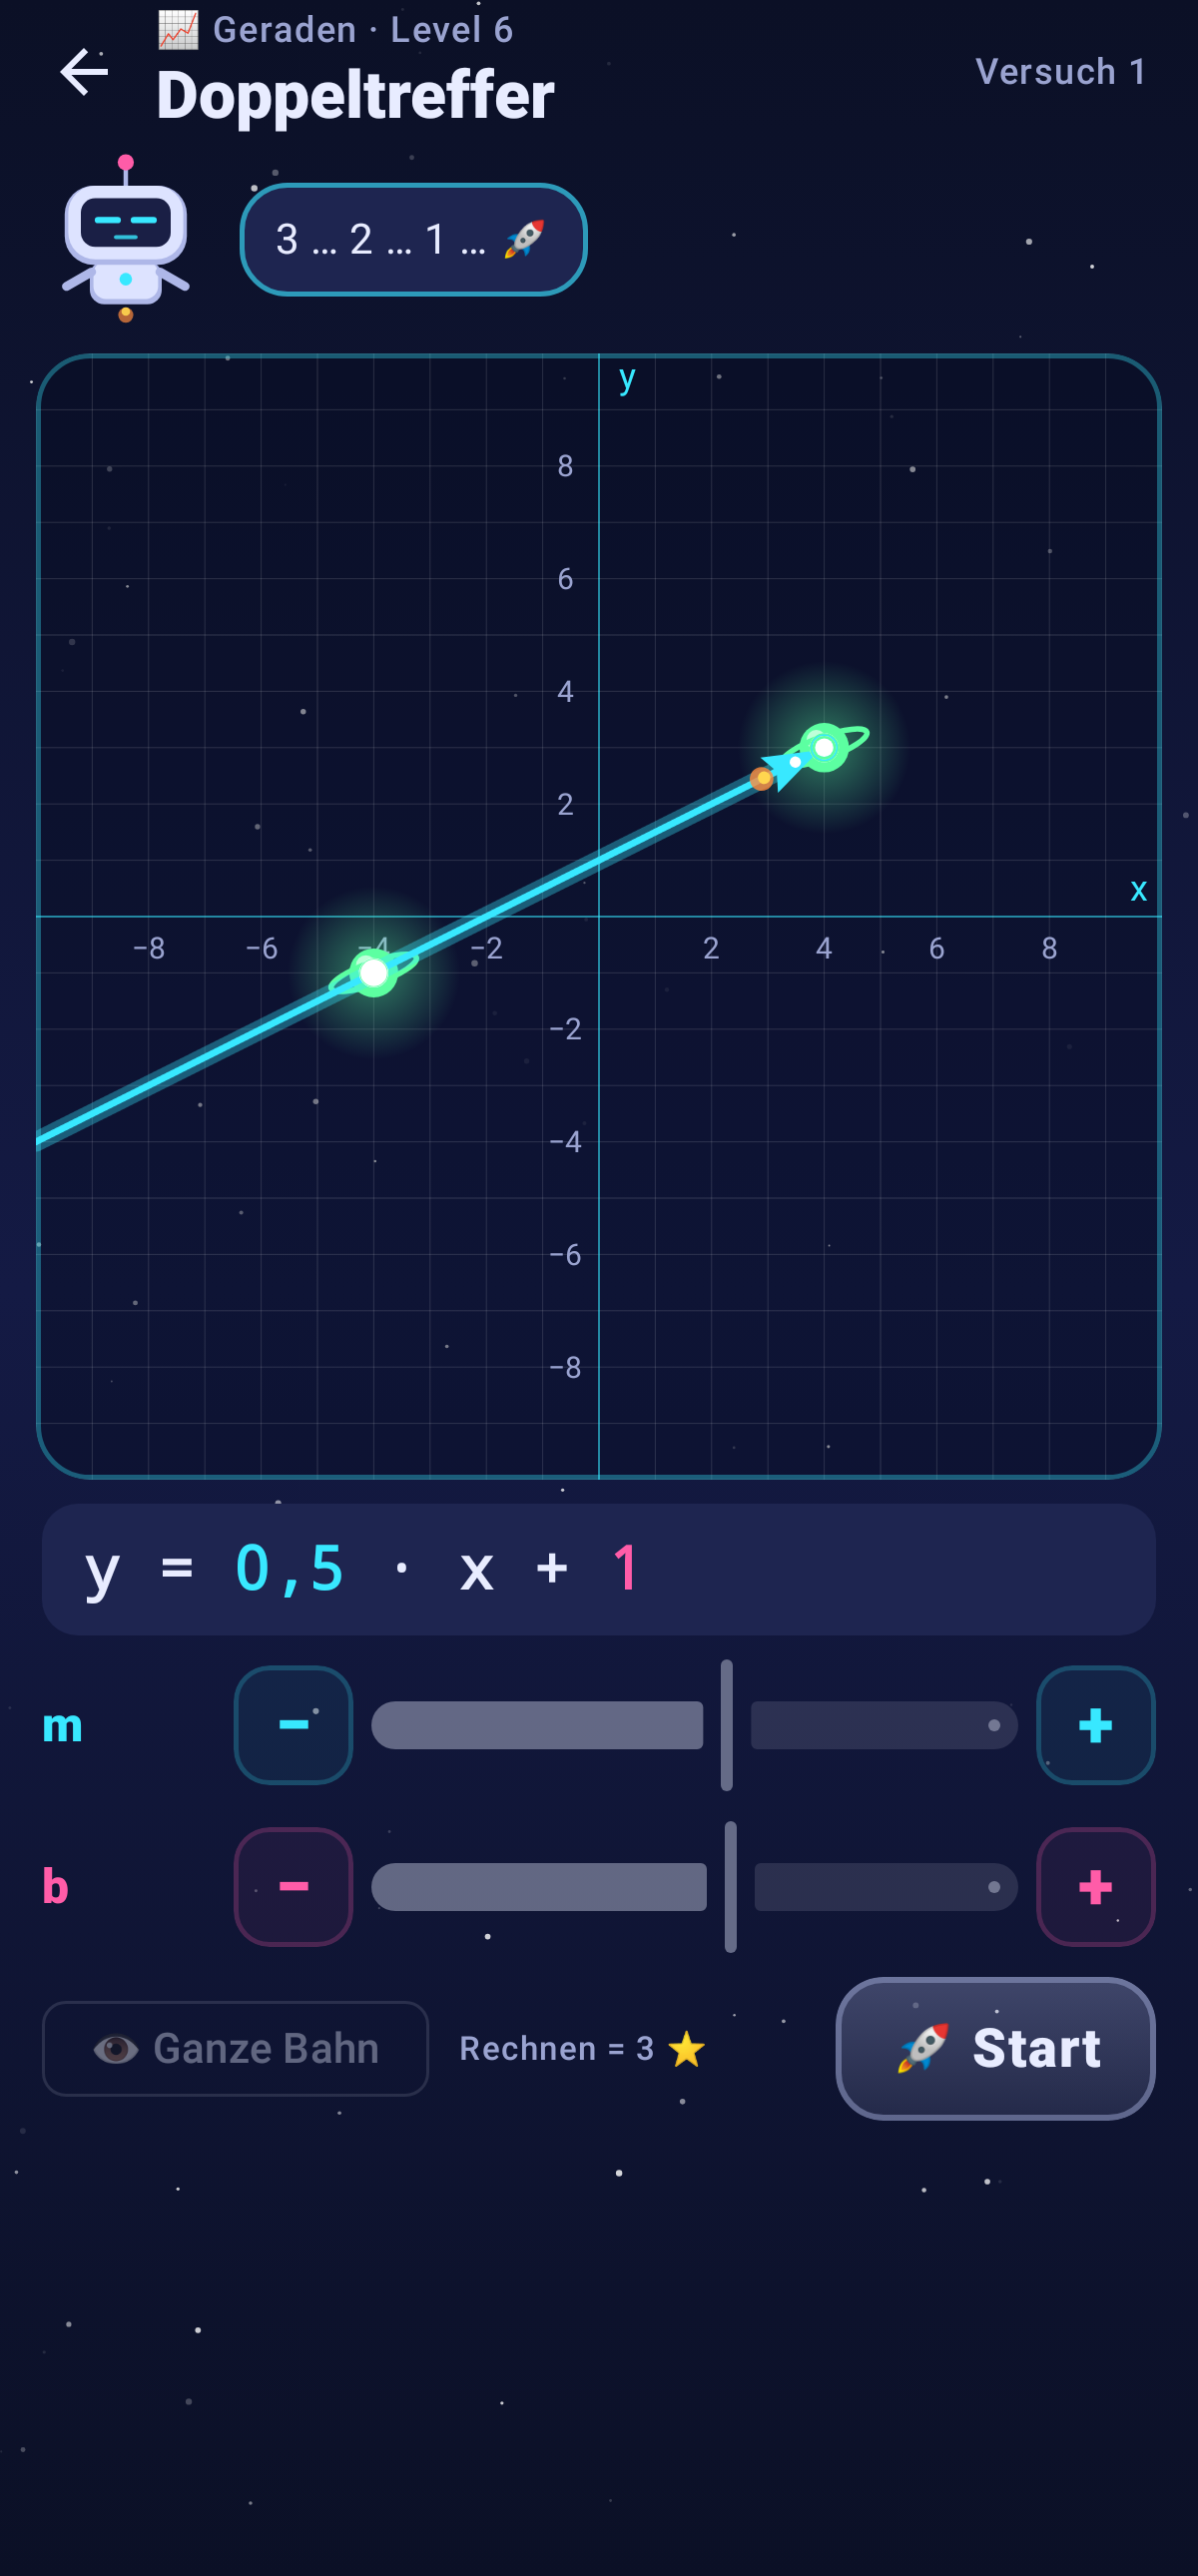 📈 Geraden · Level 6
Doppeltreffer
Versuch 1
3 … 2 … 1 … 🚀
y
8
6
4
2
x
−8 −6 −4 −2 2 4 6 8
−2
−4
−6
−8
y = 0,5 · x + 1
m − +
b − +
👁 Ganze Bahn
Rechnen = 3 ⭐
🚀 Start